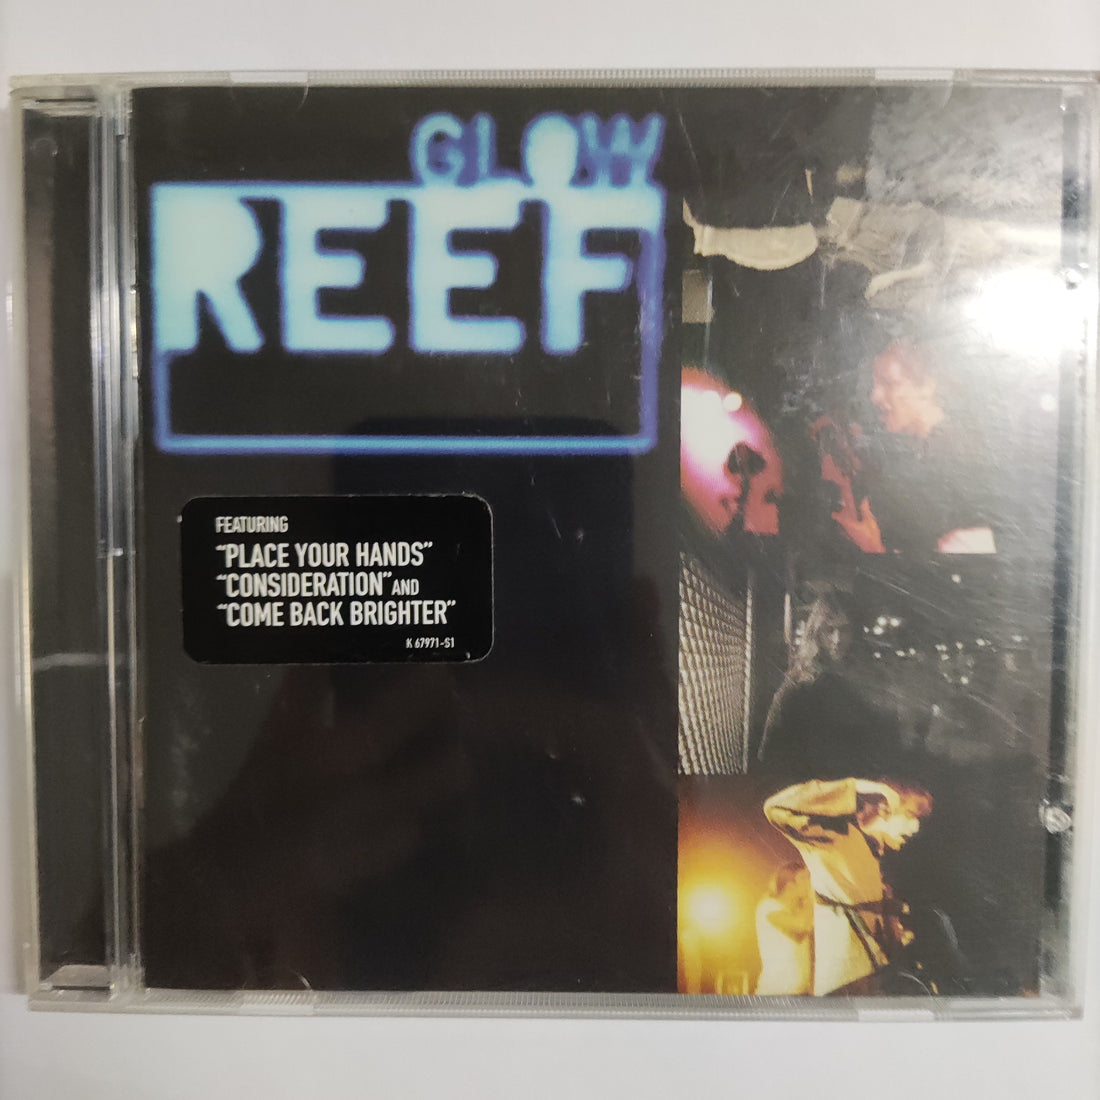 GLOW
REEF
FEATURING
“PLACE YOUR HANDS”
“CONSIDERATION” AND
“COME BACK BRIGHTER”
K 67971-S1